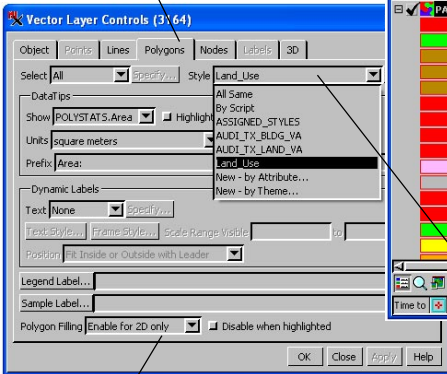 Vector Layer Controls (3164)
Object Points Lines Polygons Nodes Labels 3D
Select All Specify... Style Land_Use
All Same
By Script
ASSIGNED_STYLES
AUDI_TX_BLDG_VA
AUDI_TX_LAND_VA
Land_Use
New - by Attribute...
New - by Theme...
DataTips
Show POLYSTATS.Area Highlight
Units square meters
Prefix Area:
Dynamic Labels
Text None Specify...
Text Style... Frame Style... Scale Range Visible to
Position Fit Inside or Outside with Leader
Legend Label...
Sample Label...
Polygon Filling Enable for 2D only Disable when highlighted
OK Close Apply Help
PA
Time to